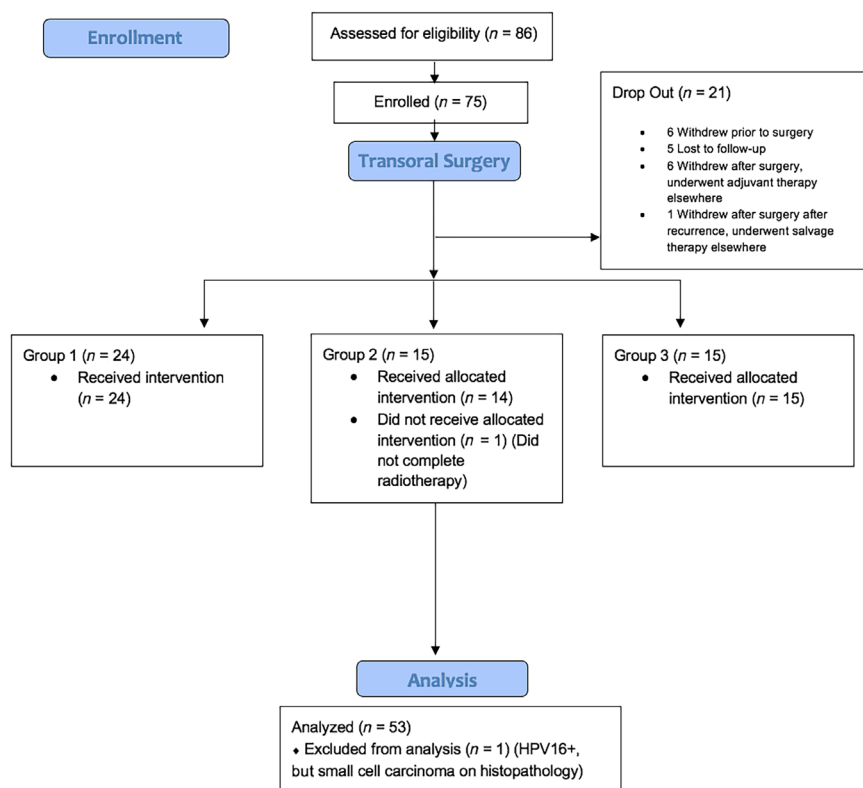 Enrollment
Assessed for eligibility (n = 86)
Enrolled (n = 75)
Transoral Surgery
Drop Out (n = 21)
• 6 Withdrew prior to surgery
• 5 Lost to follow-up
• 6 Withdrew after surgery,
underwent adjuvant therapy
elsewhere
• 1 Withdrew after surgery after
recurrence, underwent salvage
therapy elsewhere
Group 1 (n = 24)
• Received intervention
(n = 24)
Group 2 (n = 15)
• Received allocated
intervention (n = 14)
• Did not receive allocated
intervention (n = 1) (Did
not complete
radiotherapy)
Group 3 (n = 15)
• Received allocated
intervention (n = 15)
Analysis
Analyzed (n = 53)
♦ Excluded from analysis (n = 1) (HPV16+,
but small cell carcinoma on histopathology)